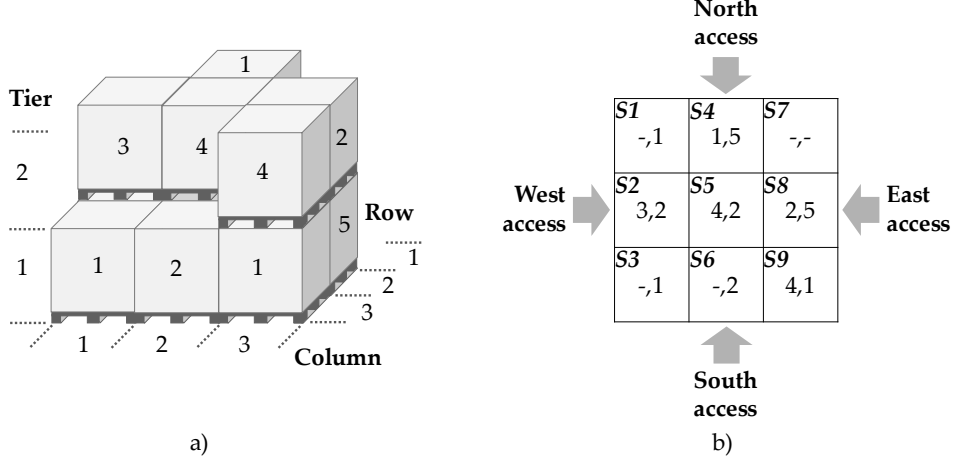 1
Tier
3
4
2
4
2
Row
5
1
1
2
1
1
2
3
1
2
3
Column
a)
North
access
S1
S4
S7
-,1
1,5
-,-
West
access
S2
S5
S8
3,2
4,2
2,5
East
access
S3
S6
S9
-,1
-,2
4,1
South
access
b)